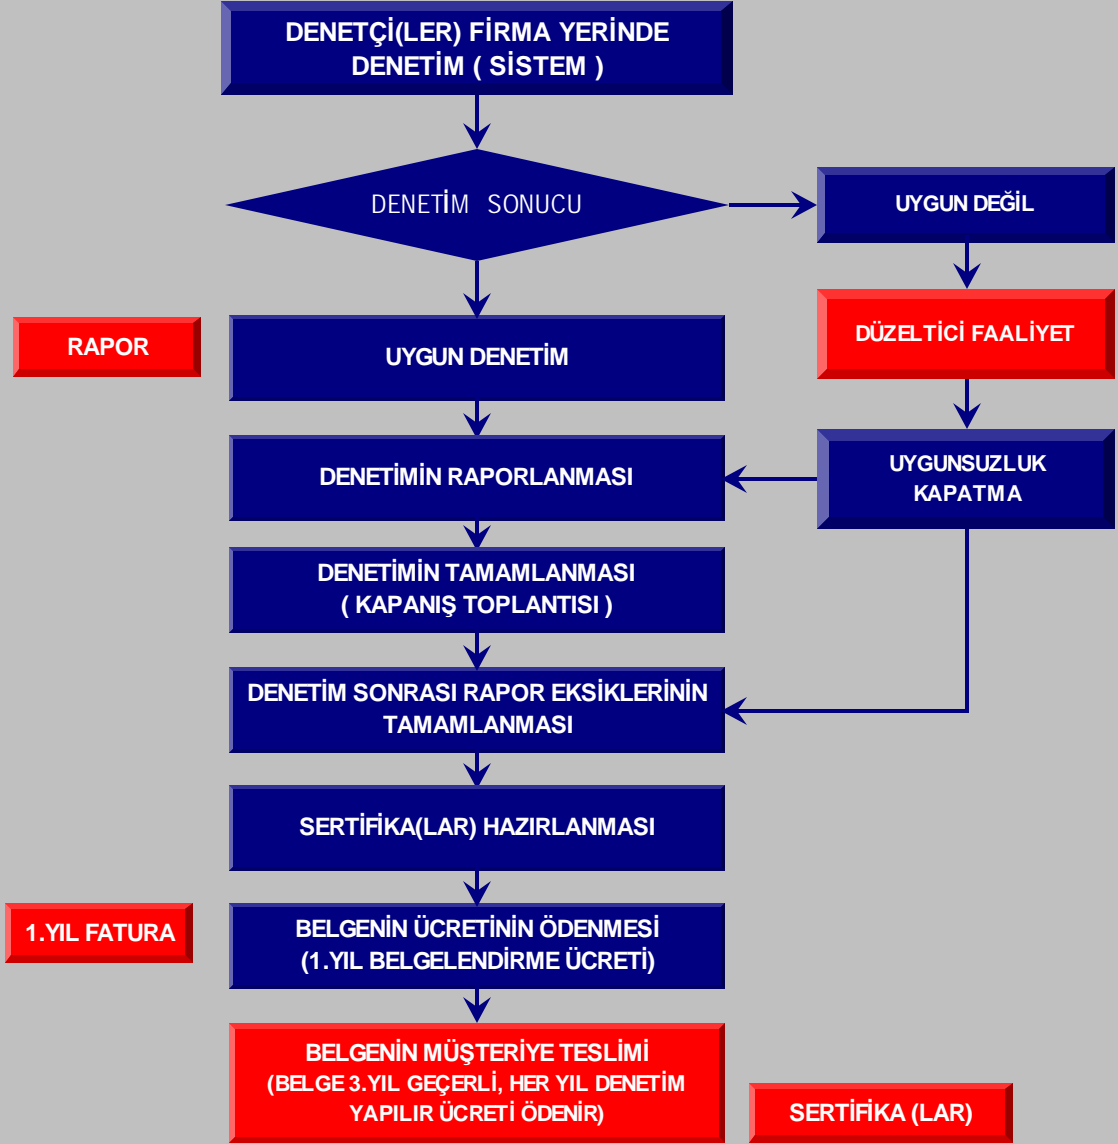 DENETÇİ(LER) FİRMA YERİNDE
DENETİM ( SİSTEM )
DENETİM SONUCU
UYGUN DEĞİL
RAPOR
UYGUN DENETİM
DÜZELTİCİ FAALİYET
DENETİMİN RAPORLANMASI
UYGUNSUZLUK
KAPATMA
DENETİMİN TAMAMLANMASI
( KAPANIŞ TOPLANTISI )
DENETİM SONRASI RAPOR EKSİKLERİNİN
TAMAMLANMASI
SERTİFİKA(LAR) HAZIRLANMASI
1.YIL FATURA
BELGENİN ÜCRETİNİN ÖDENMESİ
(1.YIL BELGELENDİRME ÜCRETİ)
BELGENİN MÜŞTERİYE TESLİMİ
(BELGE 3.YIL GEÇERLİ, HER YIL DENETİM
YAPILIR ÜCRETİ ÖDENİR)
SERTİFİKA (LAR)